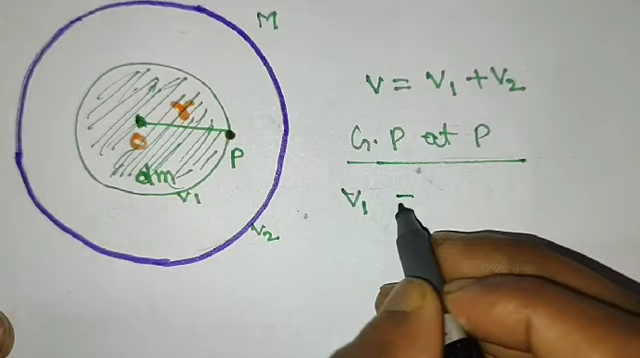 M
V = V₁ + V₂
G.P at P
r
O
P
dm
V₁
V₂
V₁ =